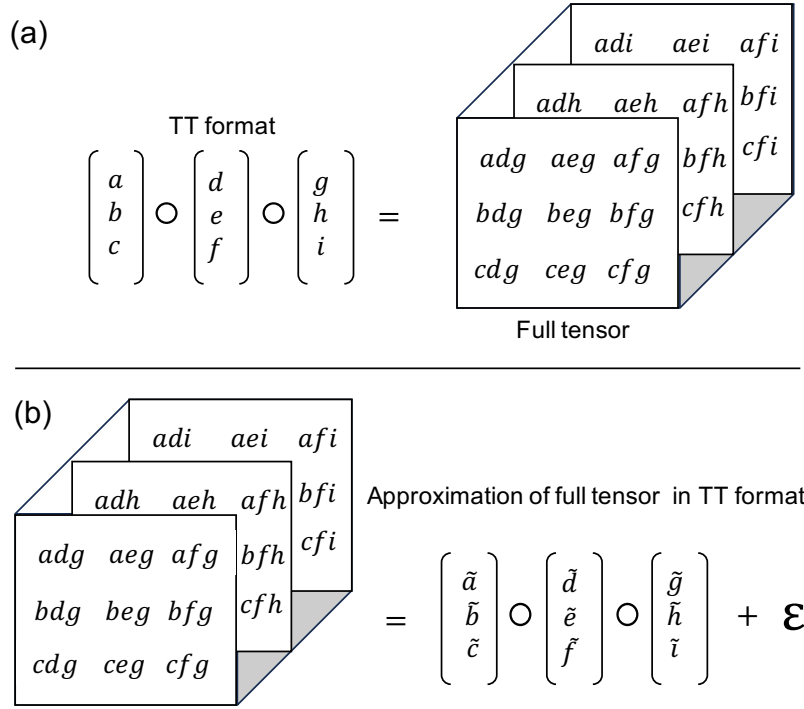 (a)
TT format
a
b
c
d
e
f
g
h
i
=
adi aei afi
bfi
cfi
adh aeh afh
bfh
cfh
adg aeg afg
bdg beg bfg
cdg ceg cfg
Full tensor
(b)
adi aei afi
bfi
cfi
adh aeh afh
bfh
cfh
adg aeg afg
bdg beg bfg
cdg ceg cfg
Approximation of full tensor in TT format
=
ã
b̃
c̃
d̃
ẽ
f̃
g̃
h̃
ı̃
+ ε